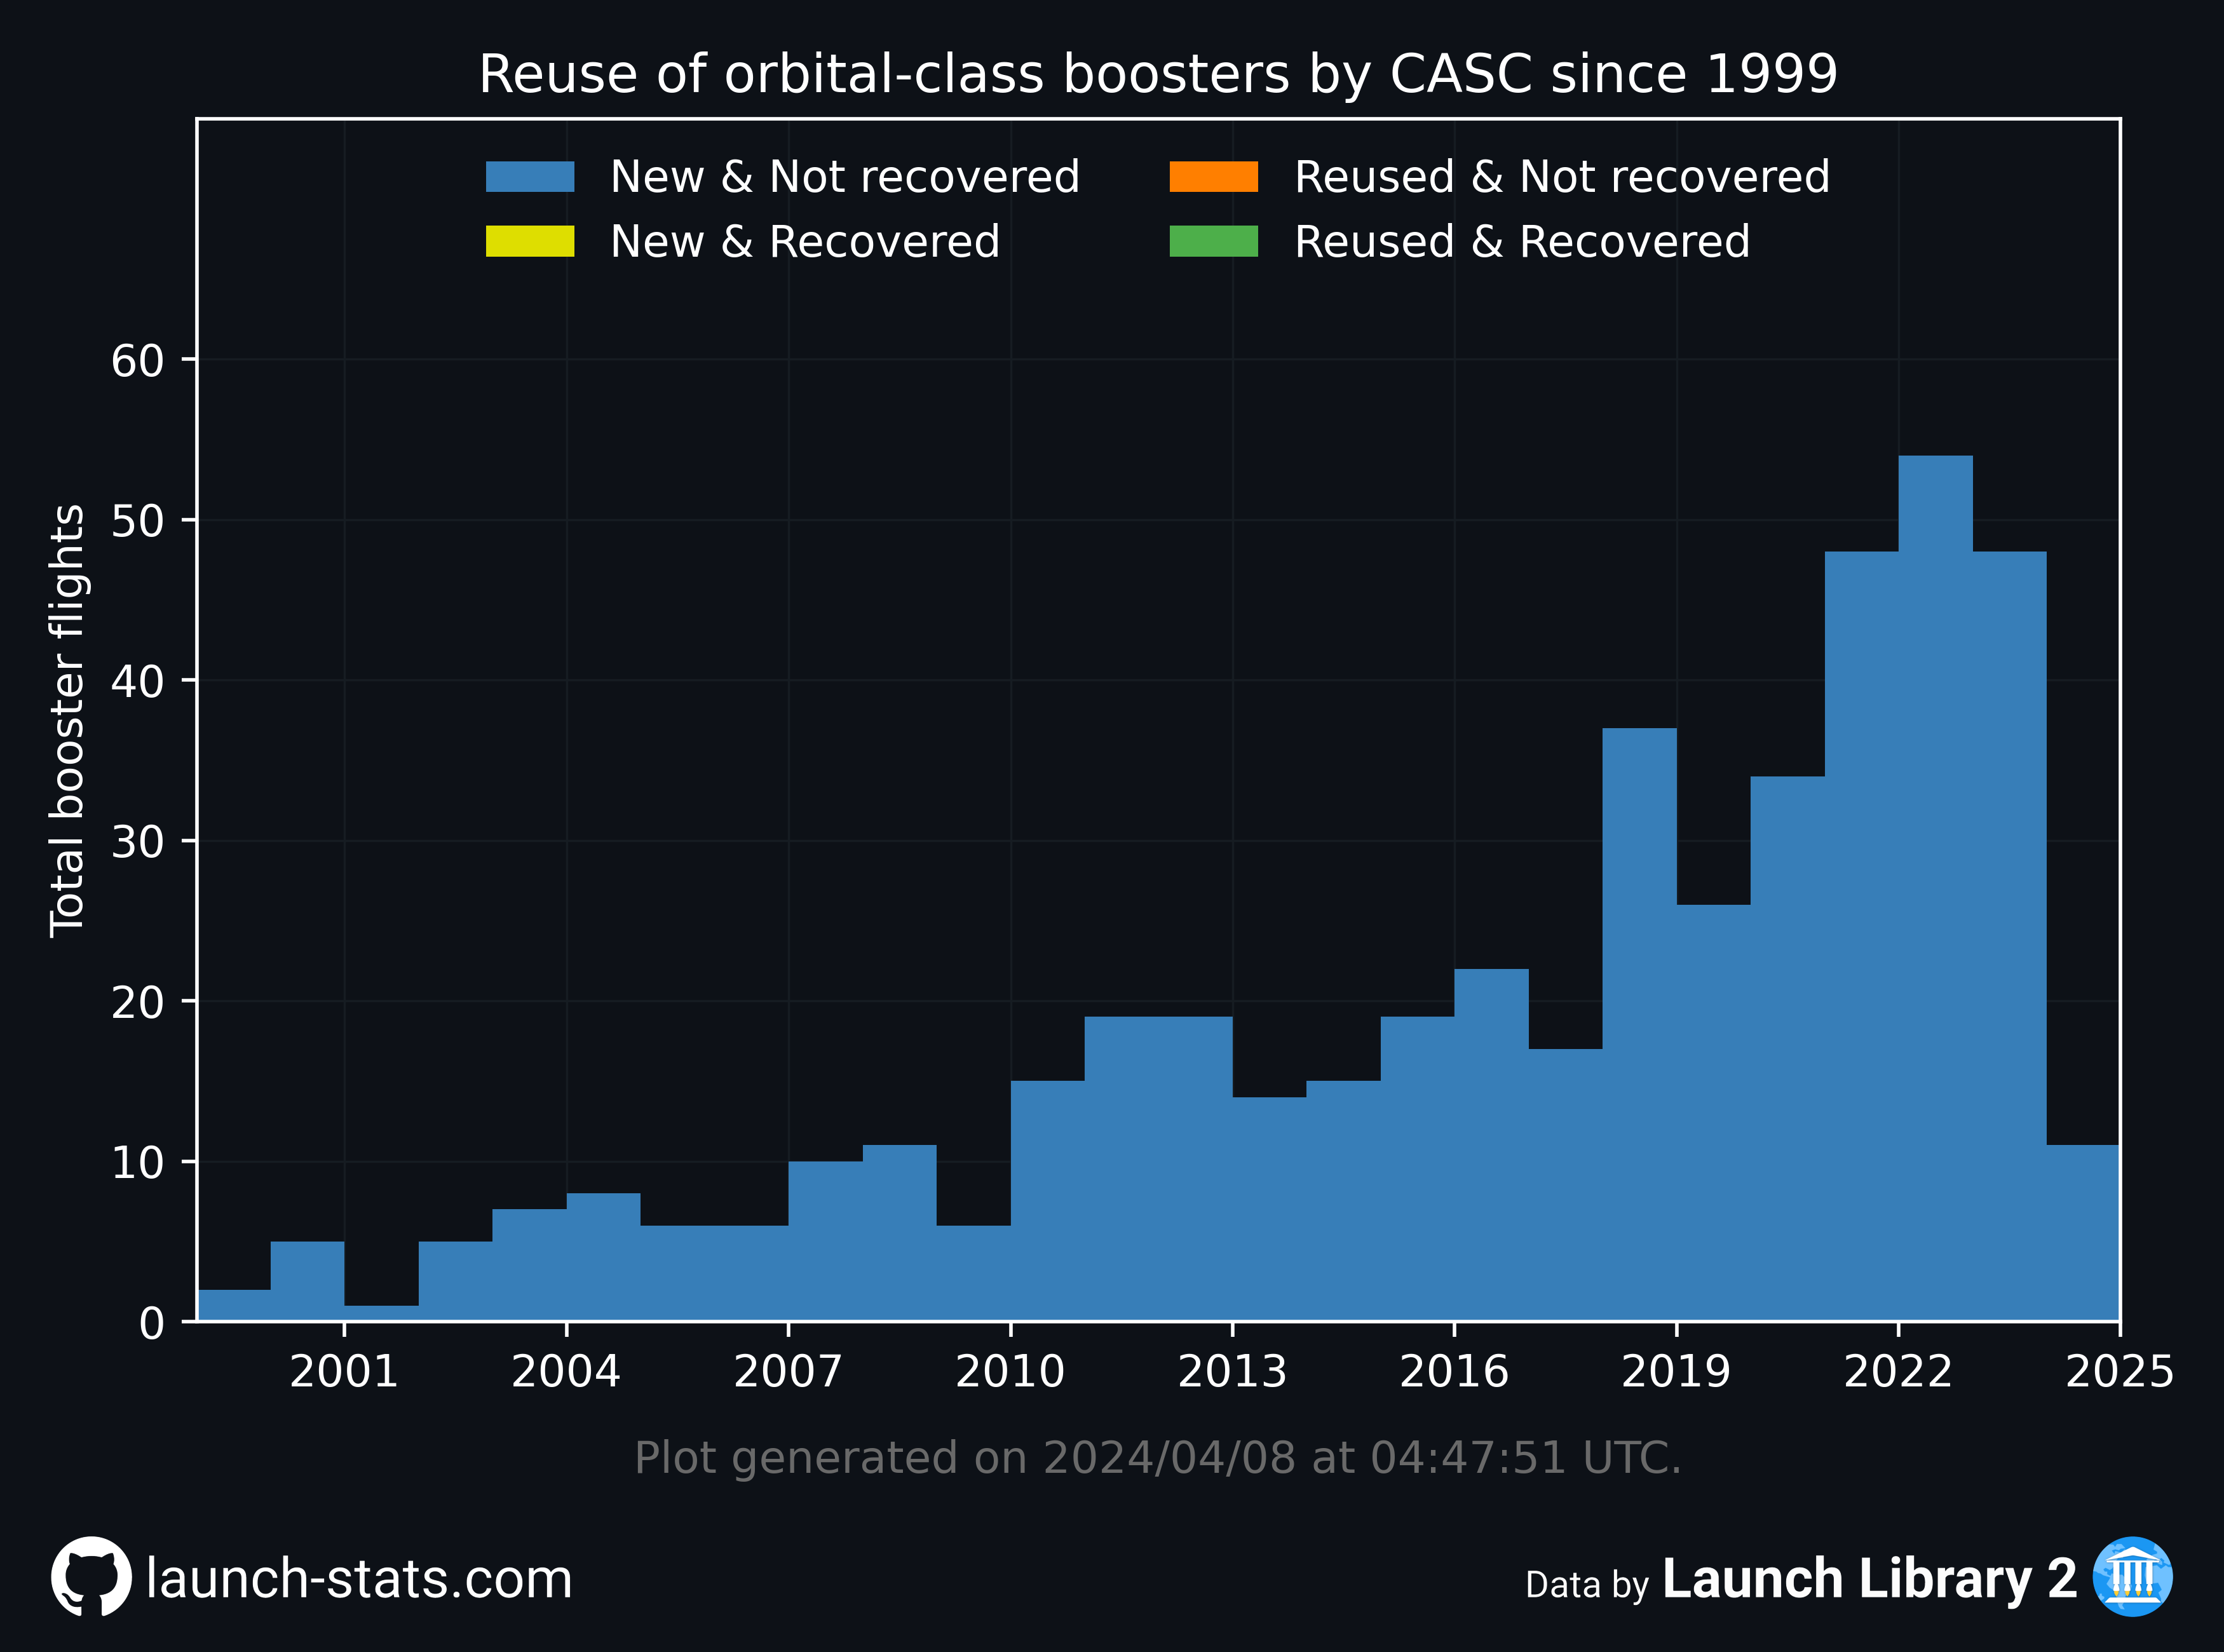 Reuse of orbital-class boosters by CASC since 1999
New & Not recovered
New & Recovered
Reused & Not recovered
Reused & Recovered
Total booster flights
60
50
40
30
20
10
0
2001 2004 2007 2010 2013 2016 2019 2022 2025
Plot generated on 2024/04/08 at 04:47:51 UTC.
launch-stats.com
Data by Launch Library 2